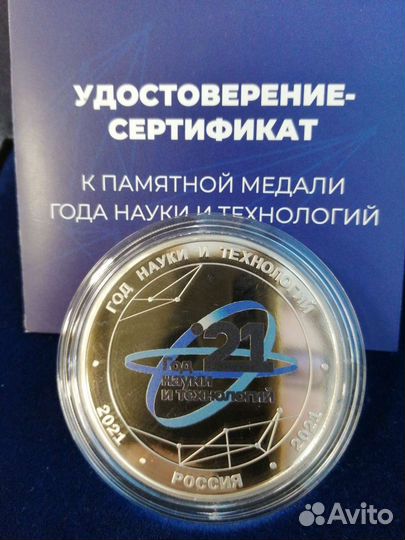 УДОСТОВЕРЕНИЕ-
СЕРТИФИКАТ
К ПАМЯТНОЙ МЕДАЛИ
ГОДА НАУКИ И ТЕХНОЛОГИЙ
ГОД НАУКИ И ТЕХНОЛОГИЙ
21
год
науки
и технологий
2021
2021
РОССИЯ
Avito